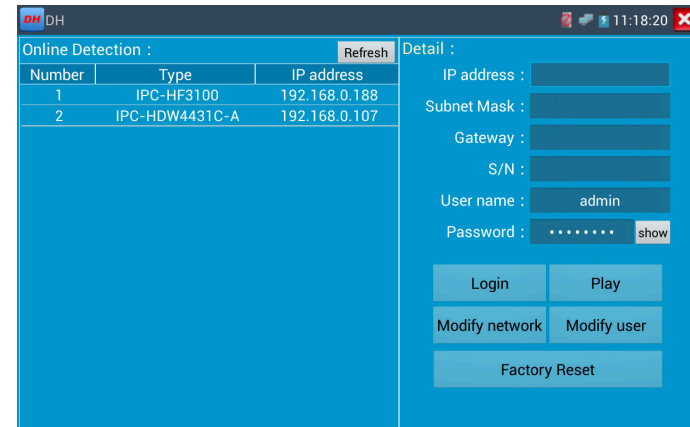 DH DH 11:18:20
Online Detection : Refresh
Number Type IP address
1 IPC-HF3100 192.168.0.188
2 IPC-HDW4431C-A 192.168.0.107
Detail :
IP address :
Subnet Mask :
Gateway :
S/N :
User name : admin
Password : •••••••• show
Login Play
Modify network Modify user
Factory Reset